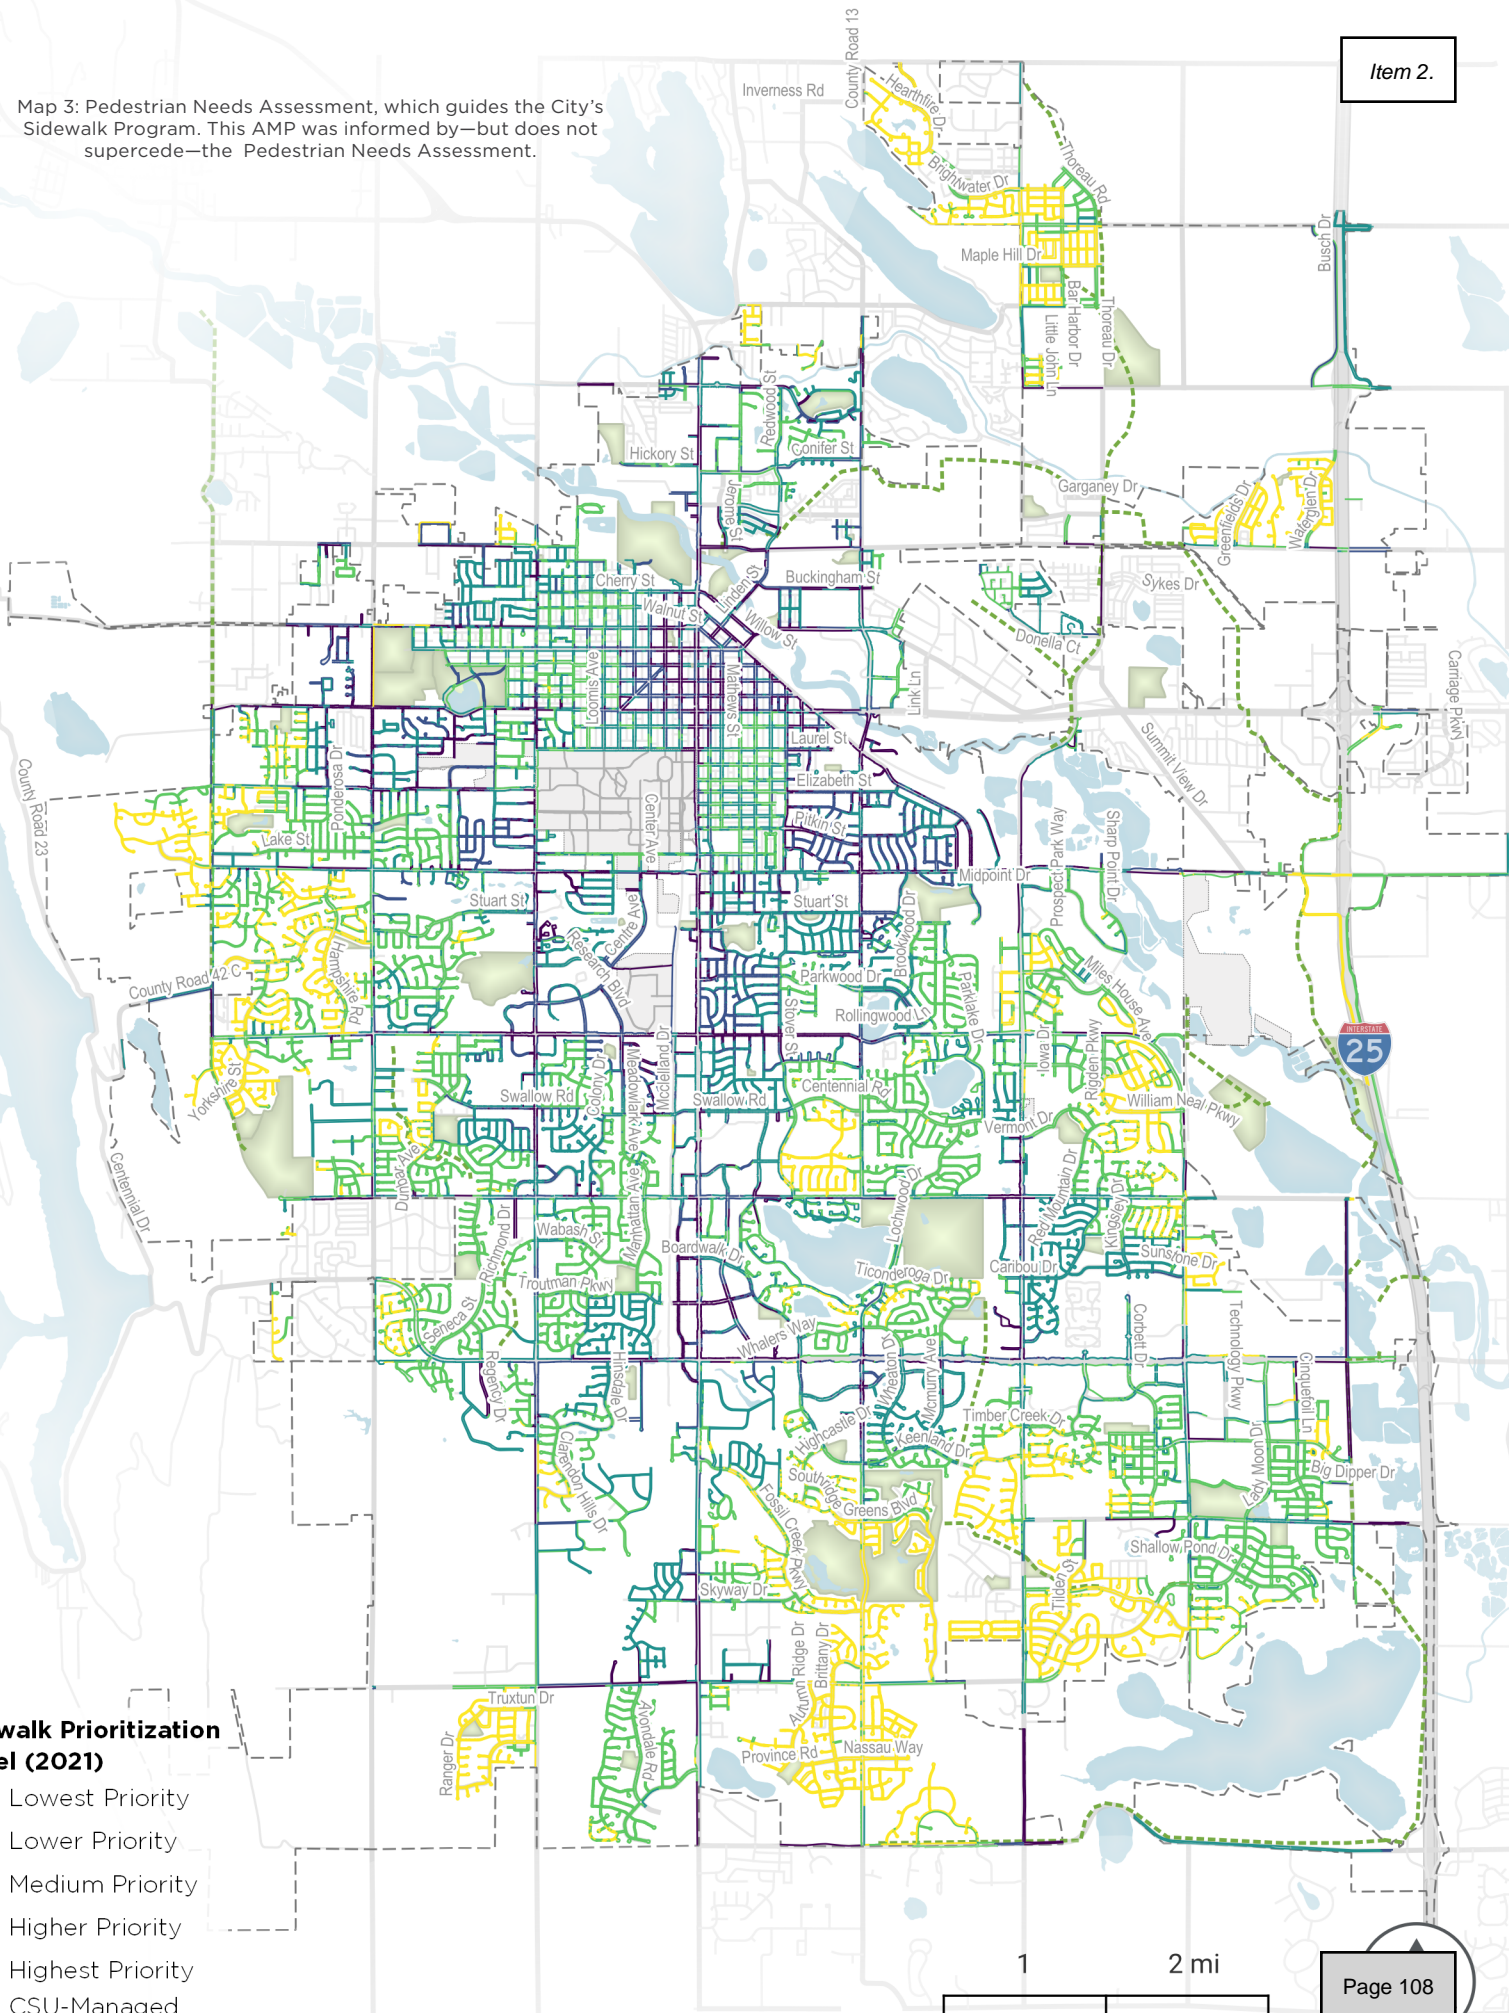 Item 2.
Map 3: Pedestrian Needs Assessment, which guides the City's
Sidewalk Program. This AMP was informed by—but does not
supercede—the Pedestrian Needs Assessment.
County Road 13
Inverness Rd
Hearthfire Dr
Brightwater Dr
Thoreau Rd
Maple Hill Dr
Busch Dr
Bar Harbor Dr
Little John Ln
Thoreau Dr
Redwood St
Hickory St
Conifer St
Jerome St
Garganey Dr
Greenfields Dr
Waterglen Dr
Cherry St
Linden St
Buckingham St
Sykes Dr
Walnut St
Willow St
Donella Ct
Loomis Ave
Mathews St
Link Ln
Carriage Pkwy
Laurel St
Summit View Dr
Ponderosa Dr
County Road 23
Elizabeth St
Center Ave
Pitkin St
Lake St
Prospect Park Way
Sharp Point Dr
Midpoint Dr
Stuart St
Stuart St
Centre Ave
Research Blvd
Brookwood Dr
Hampshire Rd
County Road 42 C
Parkwood Dr
Parklake Dr
Miles House Ave
Rollingwood Ln
Stover St
Iowa Dr
Rigden Pkwy
INTERSTATE
25
Yorkshire St
Colony Dr
Meadowlark Ave
Mcclelland Dr
Swallow Rd
Swallow Rd
Centennial Rd
William Neal Pkwy
Vermont Dr
Centennial Dr
Dunbar Ave
Manhattan Ave
Lochwood Dr
Red Mountain Dr
Kingsley Dr
Richmond Dr
Wabash St
Boardwalk Dr
Sunstone Dr
Caribou Dr
Ticonderoga Dr
Troutman Pkwy
Seneca St
Whalers Way
Corbett Dr
Technology Pkwy
Regency Dr
Hinsdale Dr
Wheaton Dr
Mcmurry Ave
Cinquefoil Ln
Highcastle Dr
Timber Creek Dr
Keenland Dr
Clarendon Hills Dr
Lady Moon Dr
Big Dipper Dr
Southridge Greens Blvd
Fossil Creek Pkwy
Shallow Pond Dr
Skyway Dr
Tilden St
Autumn Ridge Dr
Brittany Dr
Truxtun Dr
Avondale Rd
Ranger Dr
Province Rd
Nassau Way
walk Prioritization
el (2021)
Lowest Priority
Lower Priority
Medium Priority
Higher Priority
Highest Priority
CSU-Managed
1
2 mi
Page 108